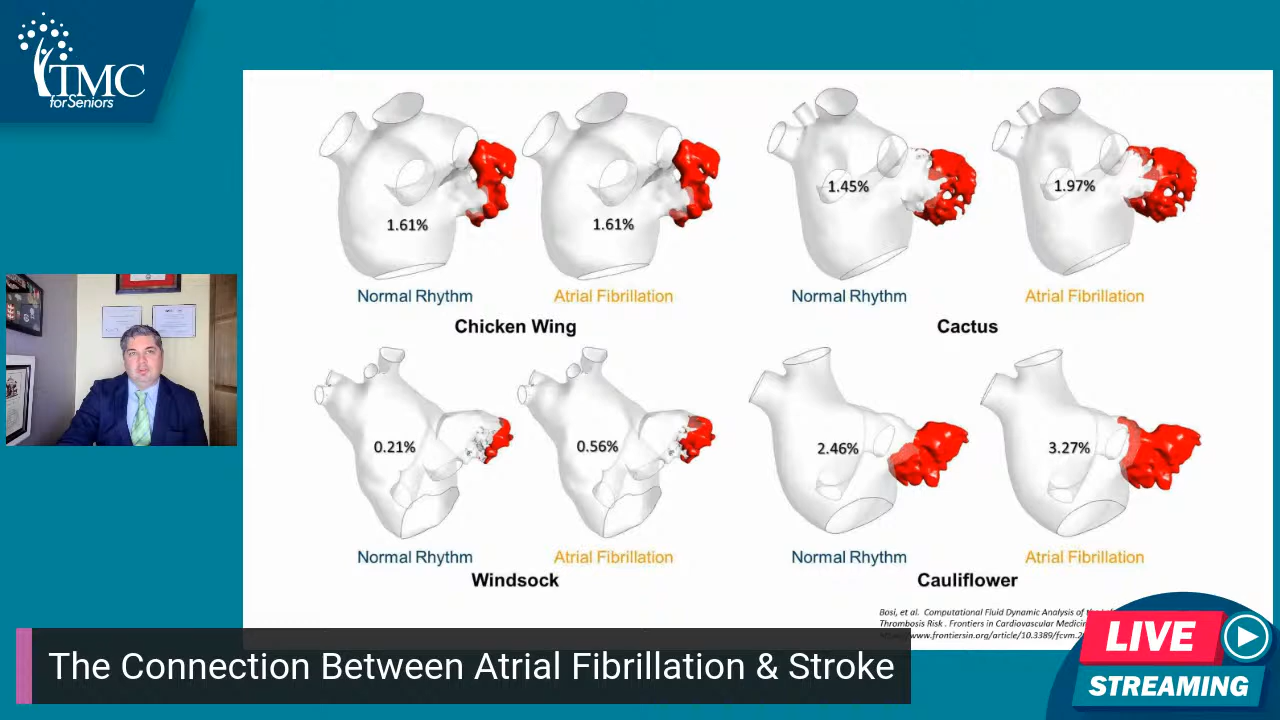 TMC
for Seniors
1.61%
1.61%
1.45%
1.97%
Normal Rhythm
Atrial Fibrillation
Normal Rhythm
Atrial Fibrillation
Chicken Wing
Cactus
0.21%
0.56%
2.46%
3.27%
Normal Rhythm
Atrial Fibrillation
Normal Rhythm
Atrial Fibrillation
Windsock
Cauliflower
Bosi, et al. Computational Fluid Dynamic Analysis of
Thrombosis Risk . Frontiers in Cardiovascular Medicin
www.frontiersin.org/article/10.3389/fcvm.2
The Connection Between Atrial Fibrillation & Stroke
LIVE
STREAMING